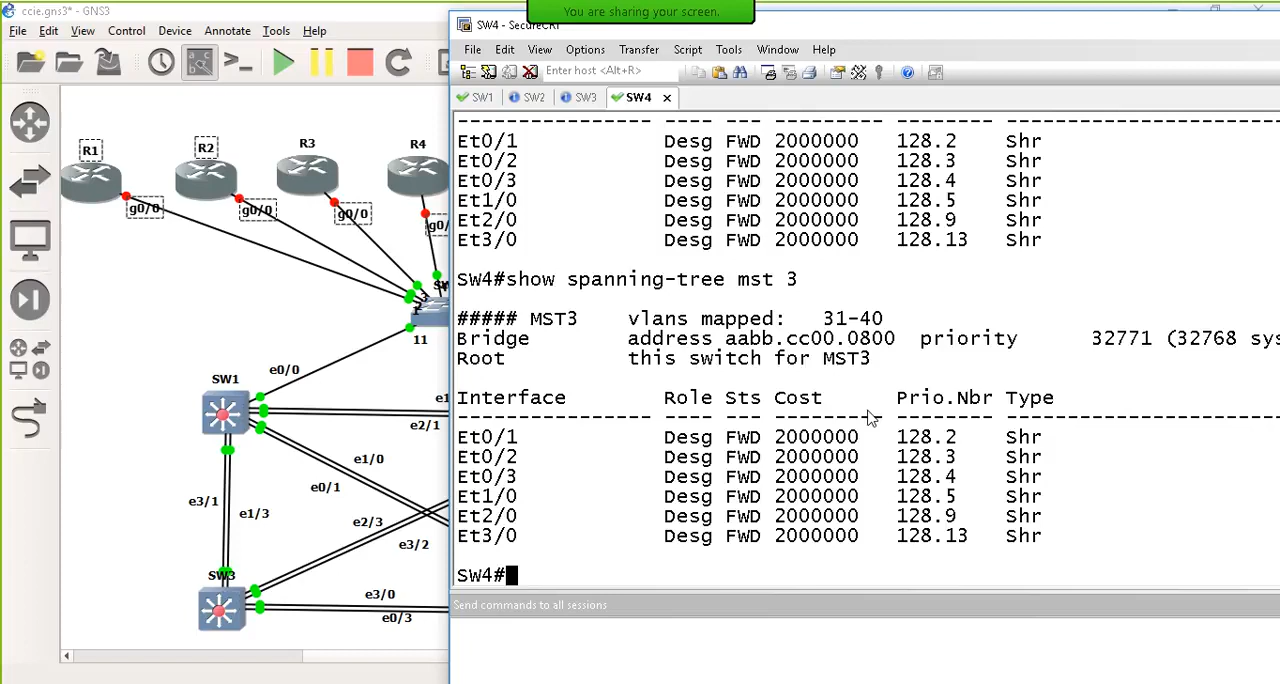 ccie.gns3* - GNS3
File Edit View Control Device Annotate Tools Help
R1
R2
R3
R4
g0/0
g0/0
g0/0
g0/
3
2
1
11
SW1
e0/0
e1
e2/1
e1/0
e0/1
e3/1
e1/3
e2/3
e3/2
SW3
e3/0
e0/3
You are sharing your screen.
SW4 - SecureCRT
File Edit View Options Transfer Script Tools Window Help
Enter host <Alt+R>
SW1 SW2 SW3 SW4 ×
---------------- ---- --- --------- -------- --------------------------------
Et0/1 Desg FWD 2000000 128.2 Shr
Et0/2 Desg FWD 2000000 128.3 Shr
Et0/3 Desg FWD 2000000 128.4 Shr
Et1/0 Desg FWD 2000000 128.5 Shr
Et2/0 Desg FWD 2000000 128.9 Shr
Et3/0 Desg FWD 2000000 128.13 Shr
SW4#show spanning-tree mst 3
##### MST3 vlans mapped: 31-40
Bridge address aabb.cc00.0800 priority 32771 (32768 sys
Root this switch for MST3
Interface Role Sts Cost Prio.Nbr Type
---------------- ---- --- --------- -------- --------------------------------
Et0/1 Desg FWD 2000000 128.2 Shr
Et0/2 Desg FWD 2000000 128.3 Shr
Et0/3 Desg FWD 2000000 128.4 Shr
Et1/0 Desg FWD 2000000 128.5 Shr
Et2/0 Desg FWD 2000000 128.9 Shr
Et3/0 Desg FWD 2000000 128.13 Shr
SW4#
Send commands to all sessions